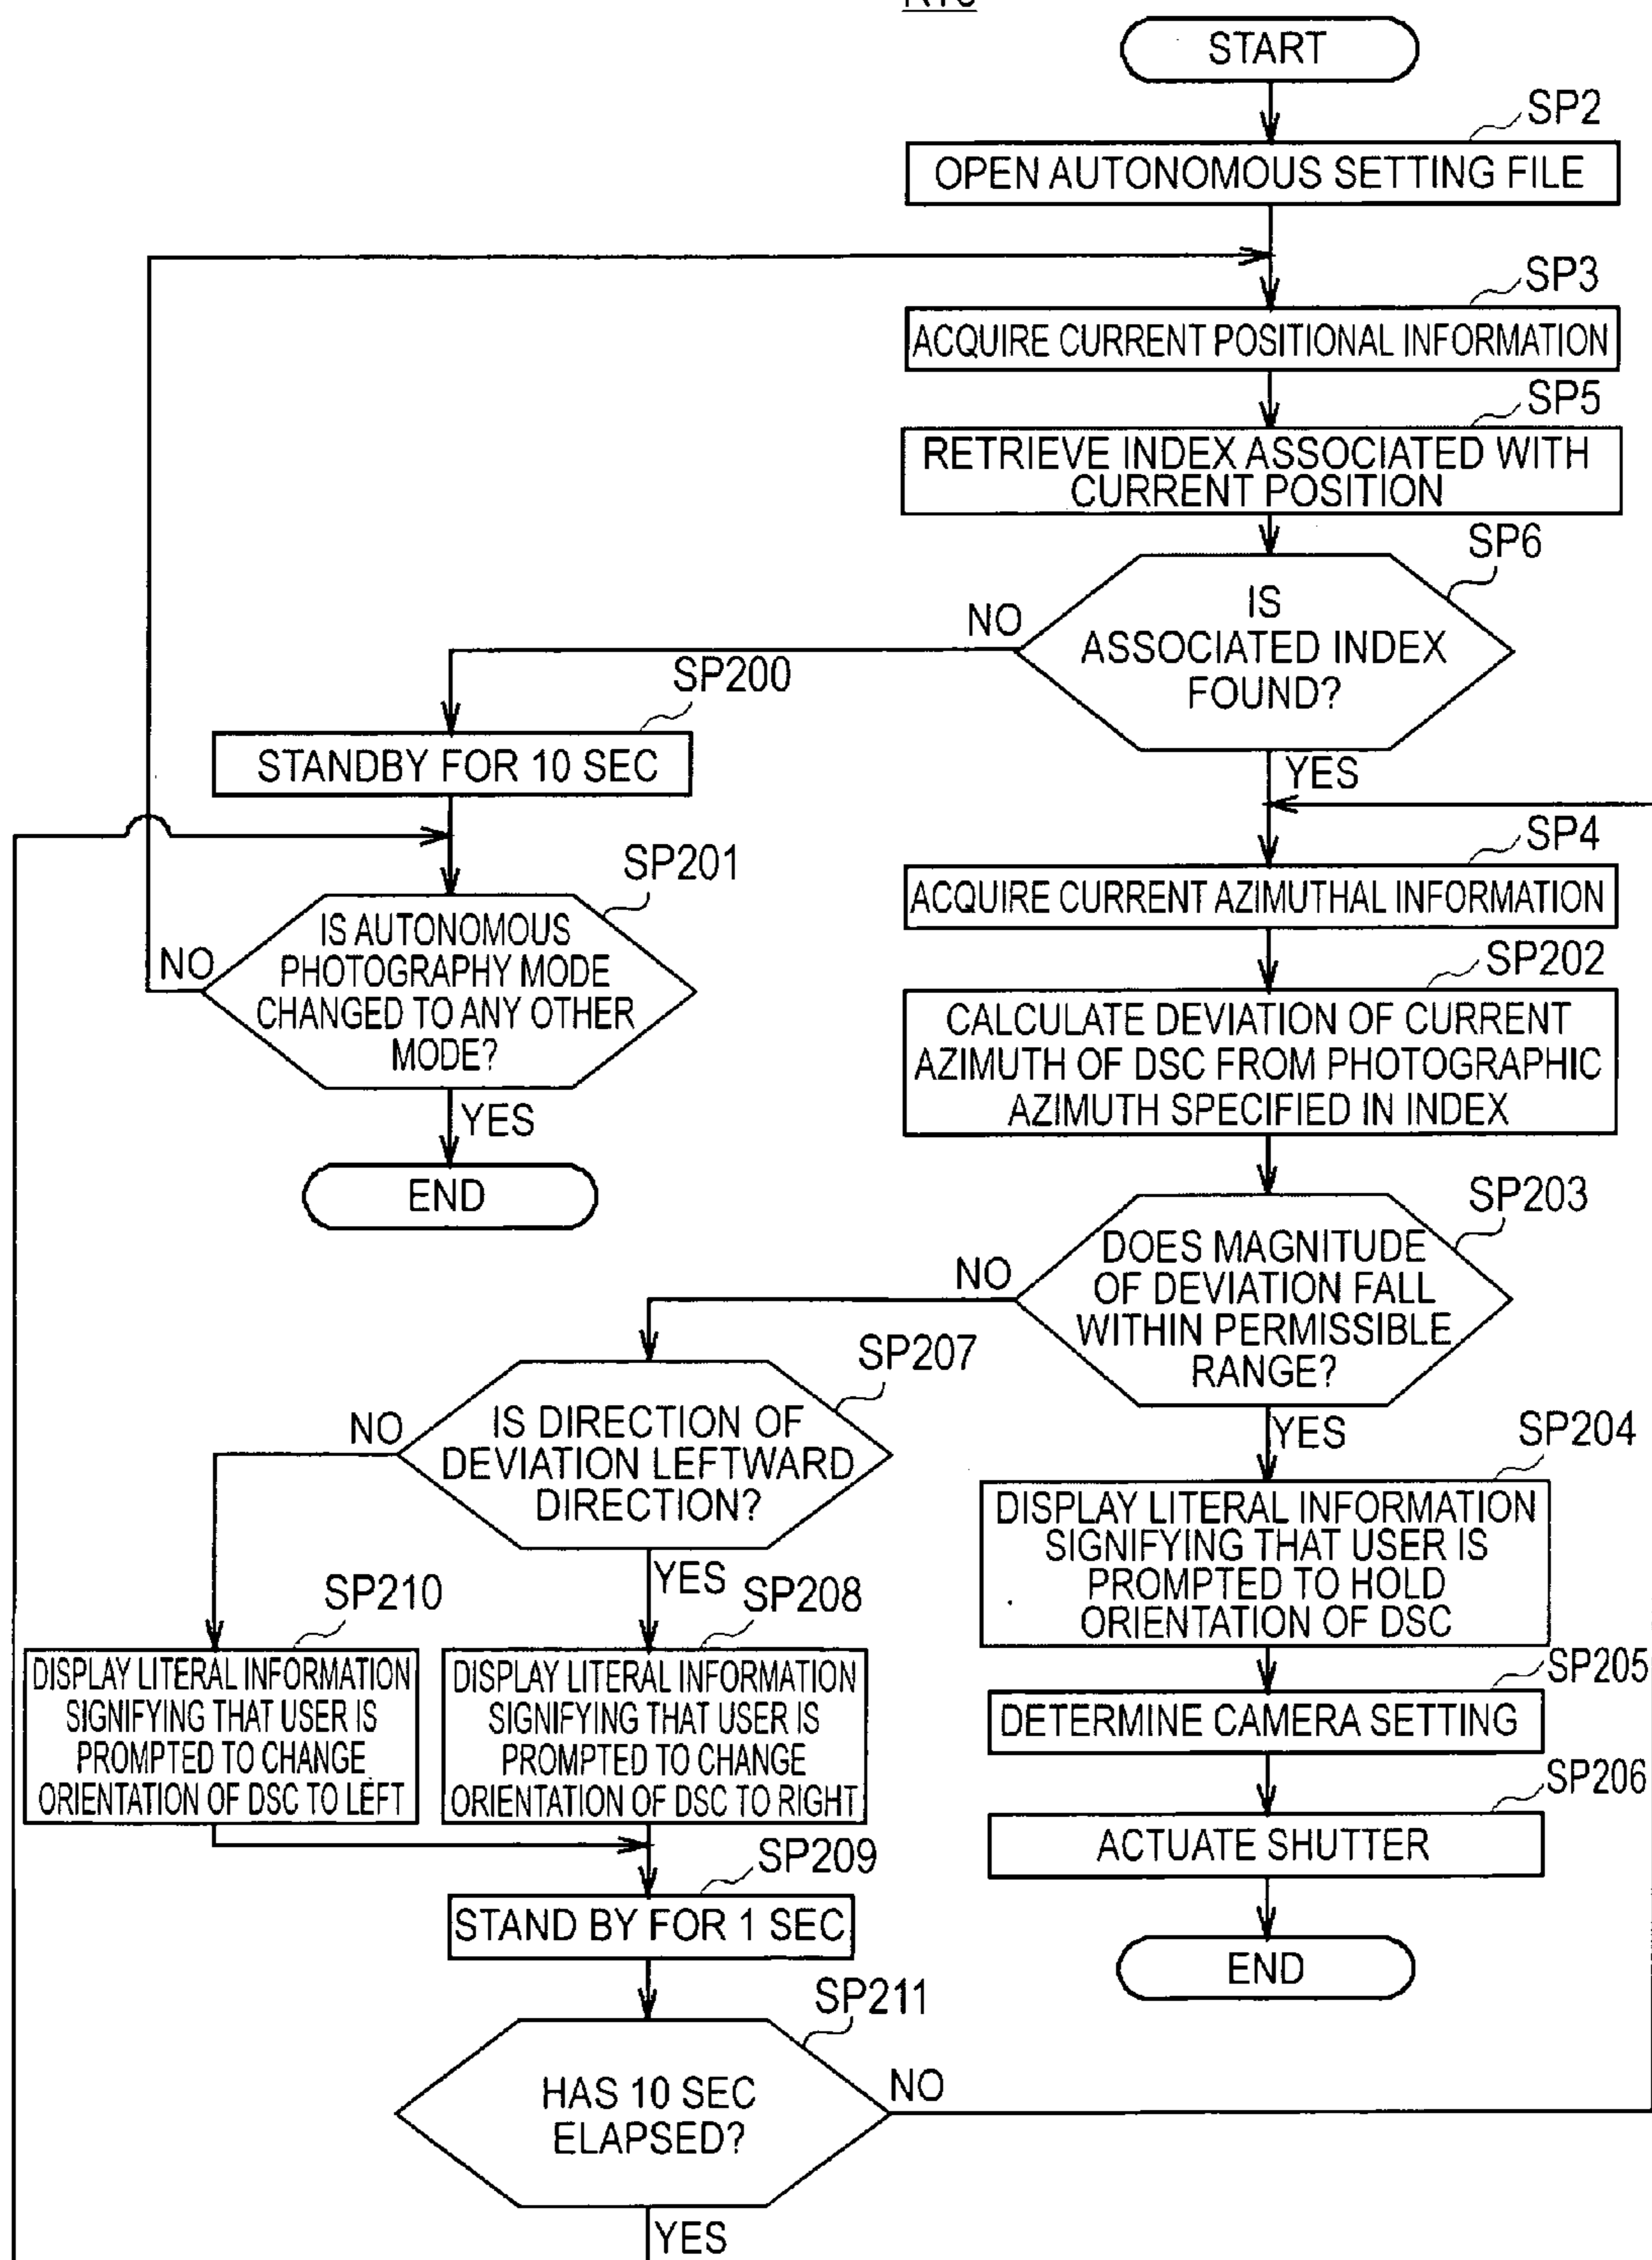 START
SP2
OPEN AUTONOMOUS SETTING FILE
SP3
ACQUIRE CURRENT POSITIONAL INFORMATION
SP5
RETRIEVE INDEX ASSOCIATED WITH
CURRENT POSITION
SP6
IS
ASSOCIATED INDEX
FOUND?
NO
YES
SP200
STANDBY FOR 10 SEC
SP201
IS AUTONOMOUS
PHOTOGRAPHY MODE
CHANGED TO ANY OTHER
MODE?
NO
YES
END
SP4
ACQUIRE CURRENT AZIMUTHAL INFORMATION
SP202
CALCULATE DEVIATION OF CURRENT
AZIMUTH OF DSC FROM PHOTOGRAPHIC
AZIMUTH SPECIFIED IN INDEX
SP203
DOES MAGNITUDE
OF DEVIATION FALL
WITHIN PERMISSIBLE
RANGE?
NO
YES
SP207
IS DIRECTION OF
DEVIATION LEFTWARD
DIRECTION?
NO
YES
SP204
DISPLAY LITERAL INFORMATION
SIGNIFYING THAT USER IS
PROMPTED TO HOLD
ORIENTATION OF DSC
SP210
DISPLAY LITERAL INFORMATION
SIGNIFYING THAT USER IS
PROMPTED TO CHANGE
ORIENTATION OF DSC TO LEFT
SP208
DISPLAY LITERAL INFORMATION
SIGNIFYING THAT USER IS
PROMPTED TO CHANGE
ORIENTATION OF DSC TO RIGHT
SP205
DETERMINE CAMERA SETTING
SP206
ACTUATE SHUTTER
END
SP209
STAND BY FOR 1 SEC
SP211
HAS 10 SEC
ELAPSED?
NO
YES